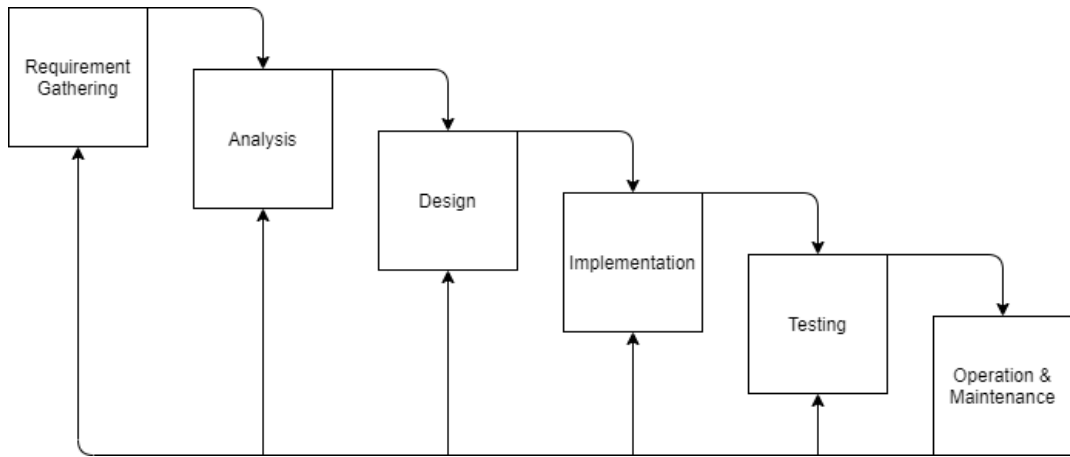 Requirement
Gathering
Analysis
Design
Implementation
Testing
Operation &
Maintenance